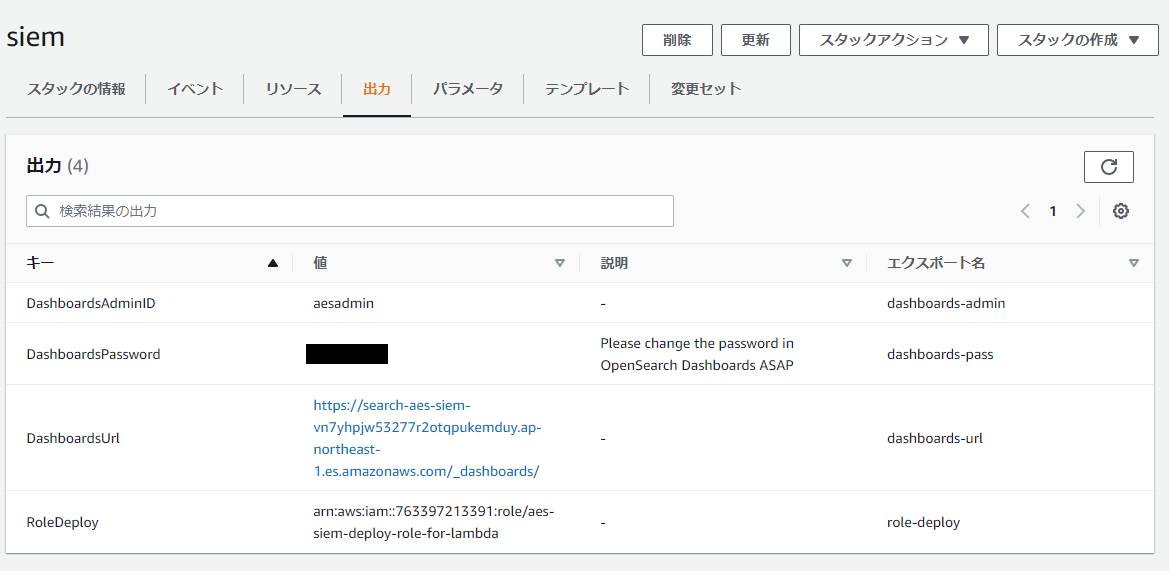 siem
削除
更新
スタックアクション
スタックの作成
スタックの情報
イベント
リソース
出力
パラメータ
テンプレート
変更セット
出力 (4)
検索結果の出力
1
キー
値
説明
エクスポート名
DashboardsAdminID
aesadmin
-
dashboards-admin
DashboardsPassword
Please change the password in
OpenSearch Dashboards ASAP
dashboards-pass
DashboardsUrl
https://search-aes-siem-
vn7yhpjw53277r2otqpukemduy.ap-
northeast-
1.es.amazonaws.com/_dashboards/
-
dashboards-url
RoleDeploy
arn:aws:iam::763397213391:role/aes-
siem-deploy-role-for-lambda
-
role-deploy